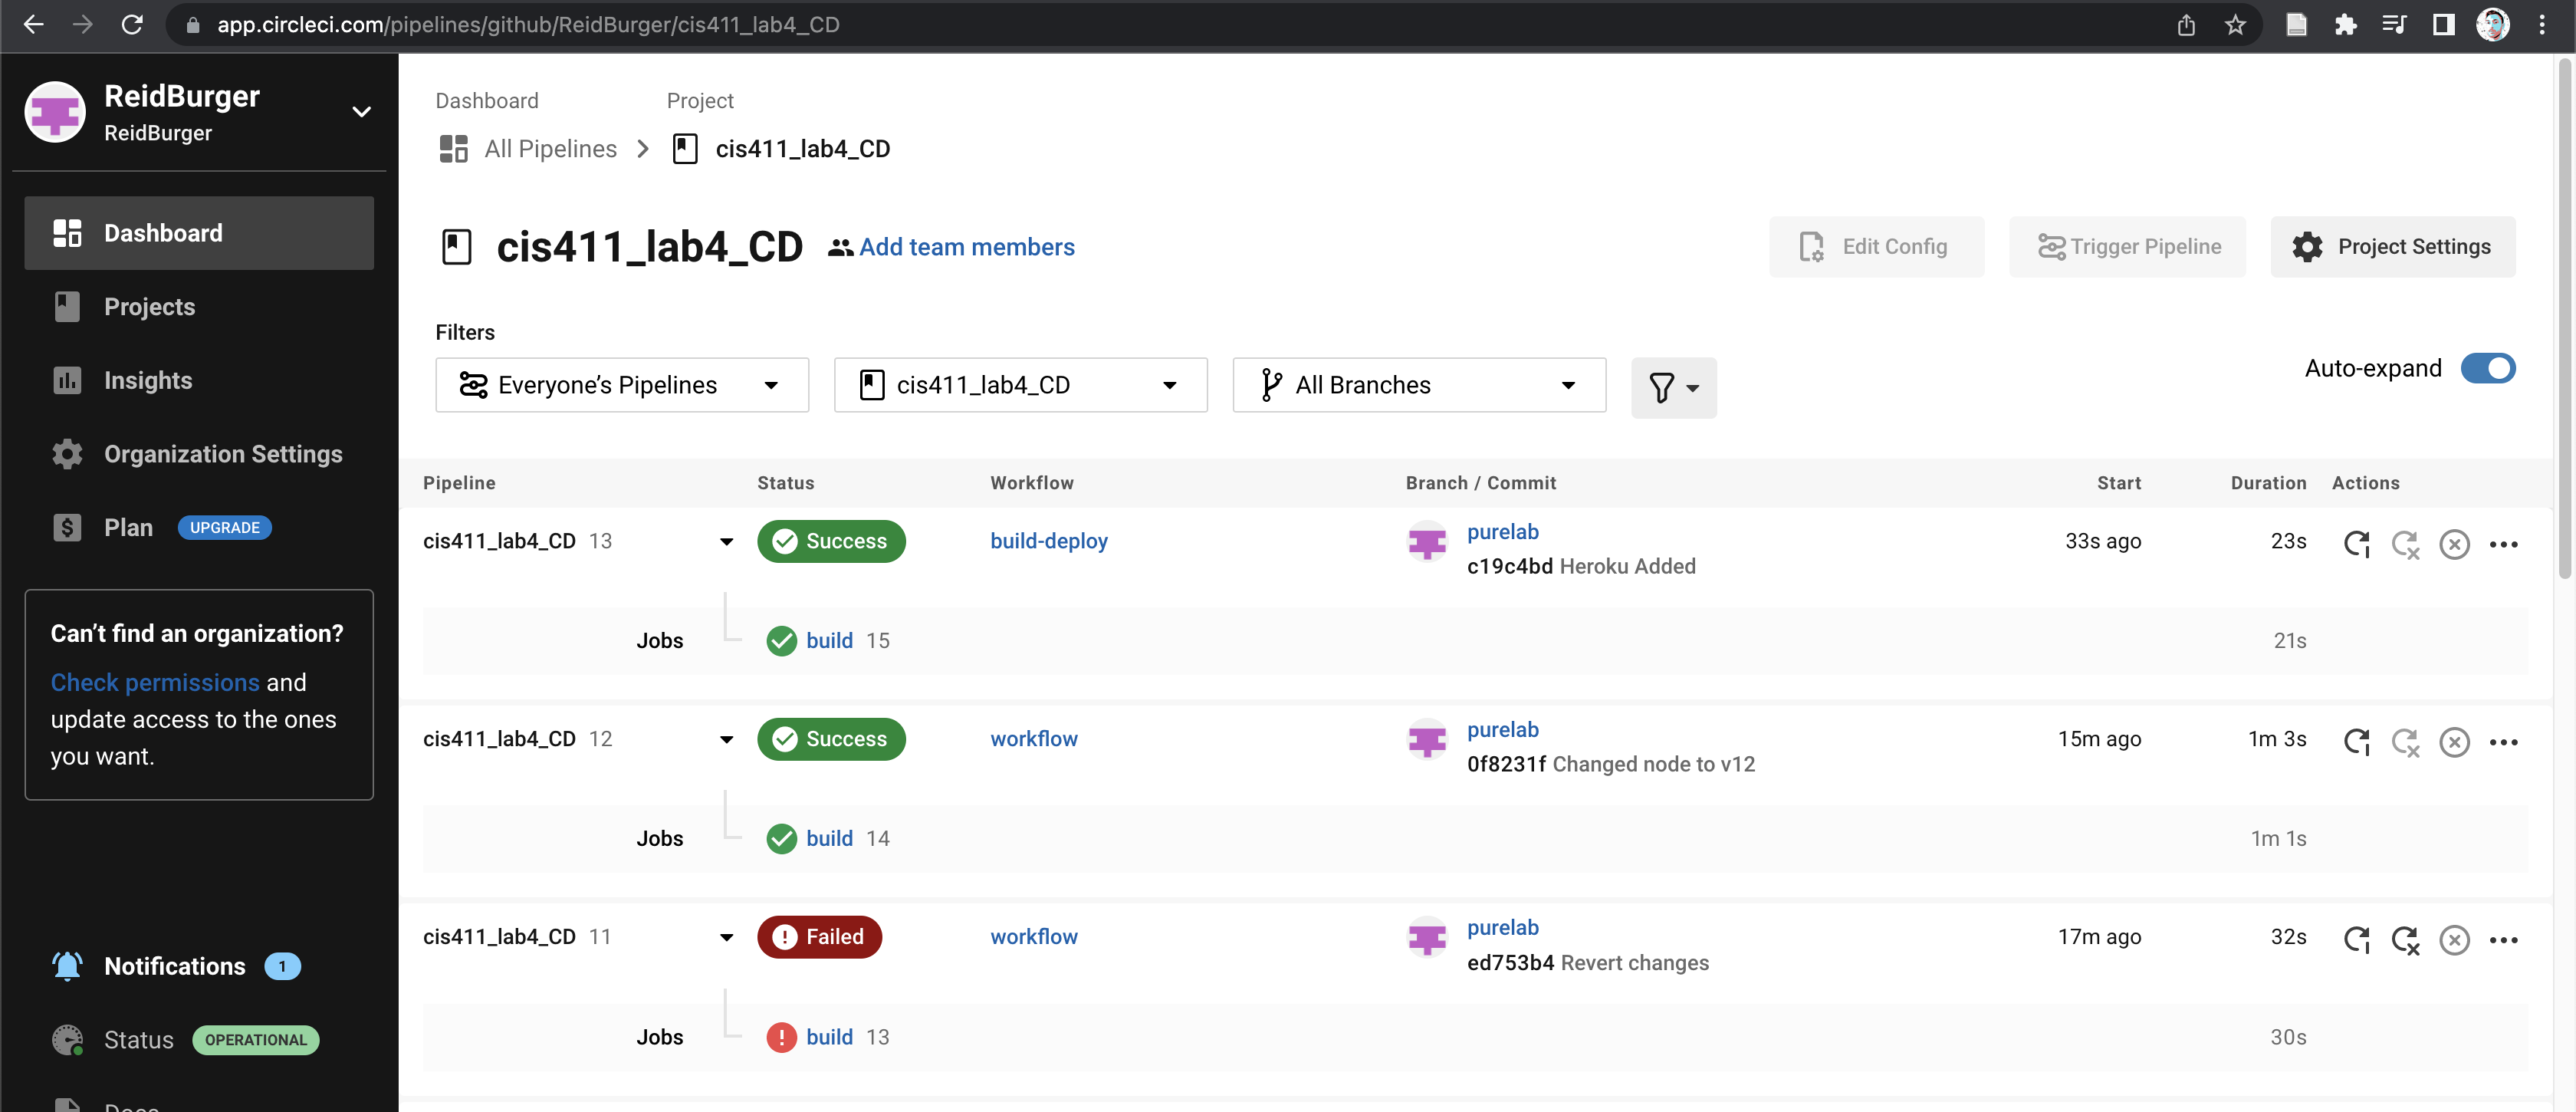 app.circleci.com/pipelines/github/ReidBurger/cis411_lab4_CD
ReidBurger
ReidBurger
Dashboard
Projects
Insights
Organization Settings
Plan UPGRADE
Can’t find an organization?
Check permissions and
update access to the ones
you want.
Notifications 1
Status OPERATIONAL
Docs
Dashboard Project
All Pipelines cis411_lab4_CD
cis411_lab4_CD Add team members
Edit Config Trigger Pipeline Project Settings
Filters
Everyone’s Pipelines cis411_lab4_CD All Branches
Auto-expand
Pipeline Status Workflow Branch / Commit Start Duration Actions
cis411_lab4_CD 13 Success build-deploy purelab 33s ago 23s
c19c4bd Heroku Added
Jobs build 15 21s
cis411_lab4_CD 12 Success workflow purelab 15m ago 1m 3s
0f8231f Changed node to v12
Jobs build 14 1m 1s
cis411_lab4_CD 11 Failed workflow purelab 17m ago 32s
ed753b4 Revert changes
Jobs build 13 30s